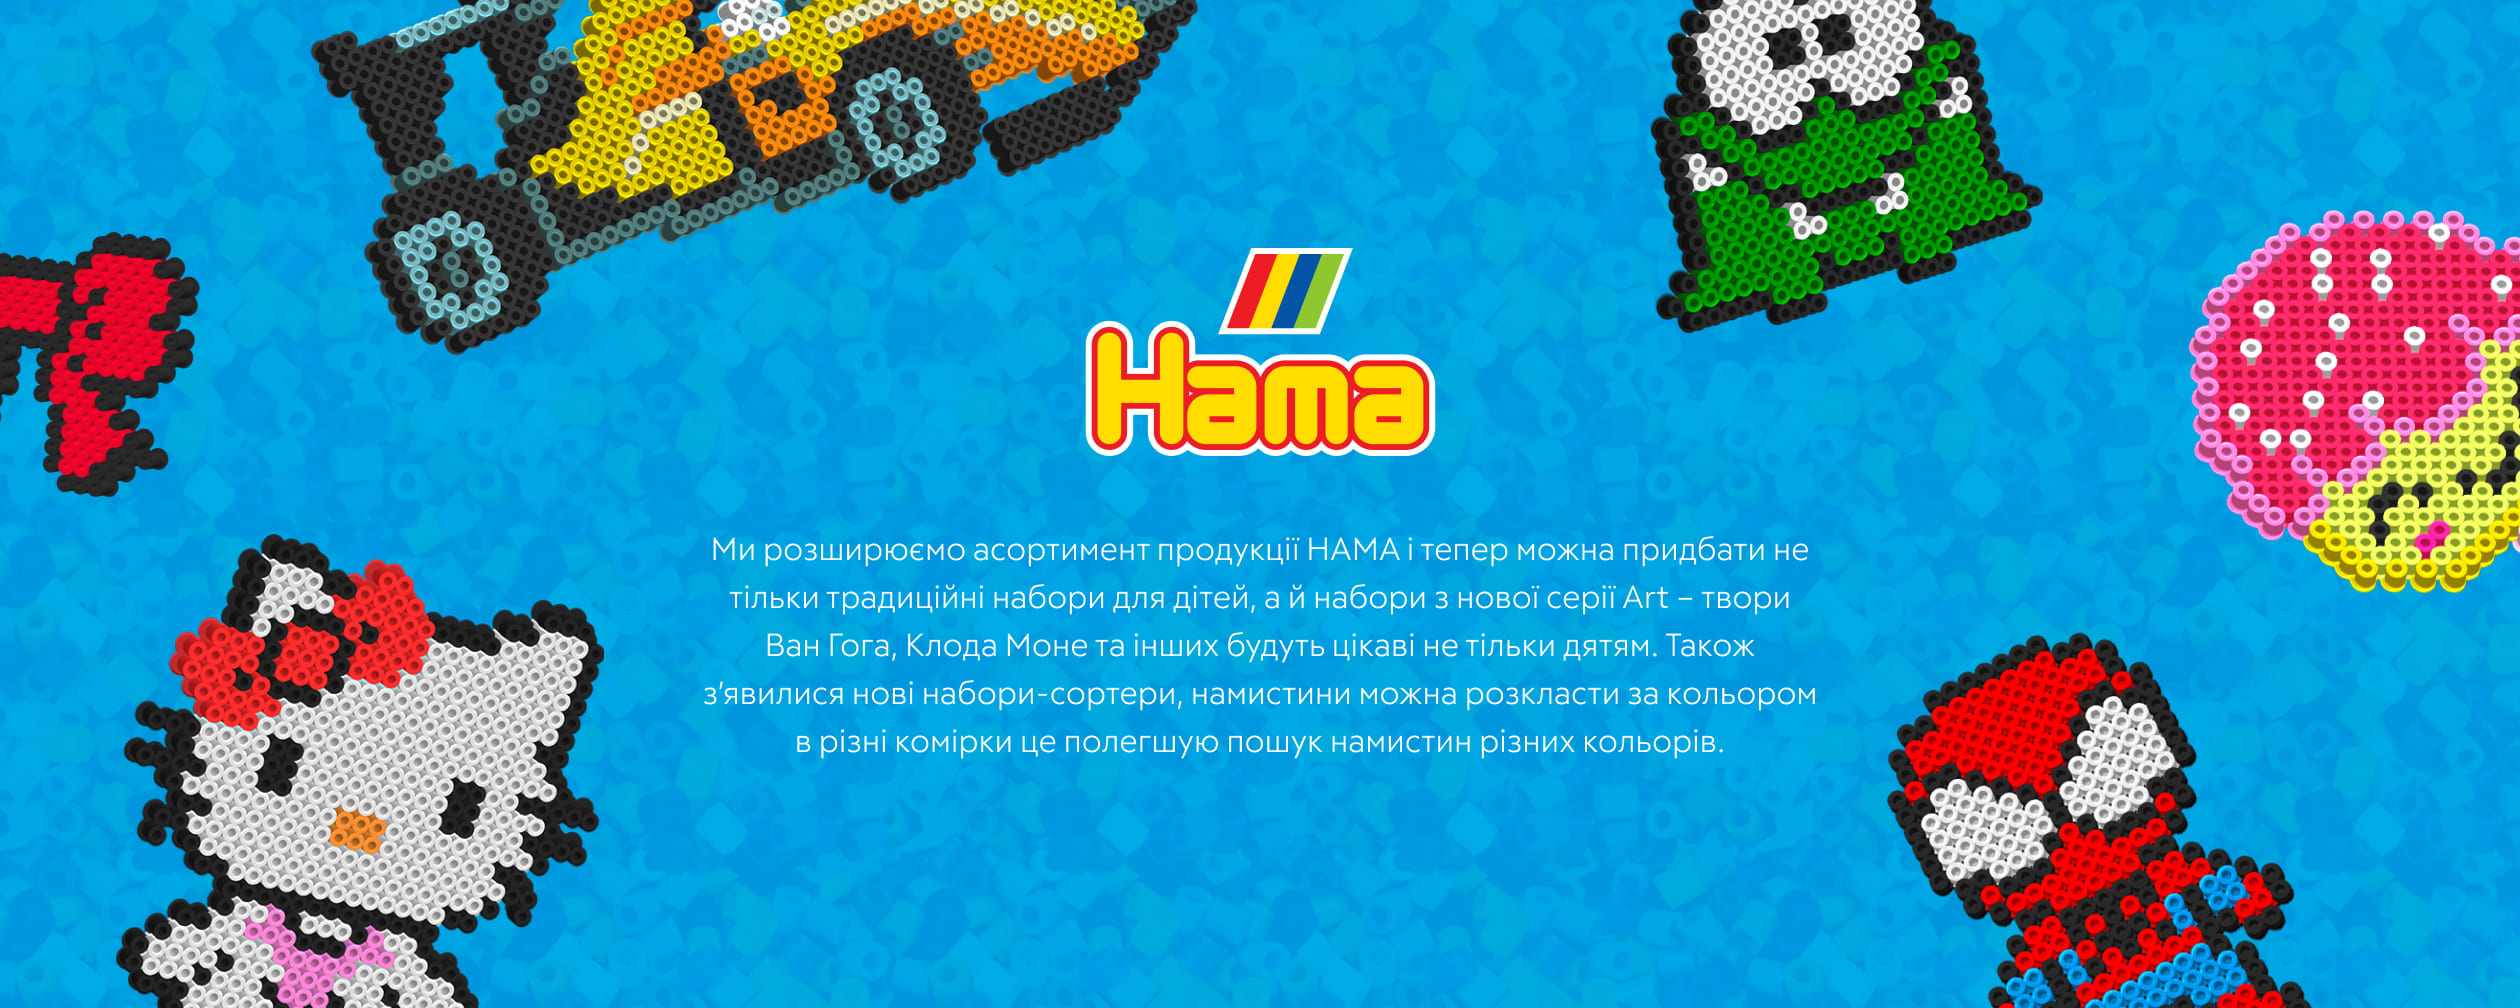 Hama
Ми розширюємо асортимент продукції НАМА і тепер можна придбати не
тільки традиційні набори для дітей, а й набори з нової серії Art – твори
Ван Гога, Клода Моне та інших будуть цікаві не тільки дятям. Також
з’явилися нові набори-сортери, намистини можна розкласти за кольором
в різні комірки це полегшую пошук намистин різних кольорів.